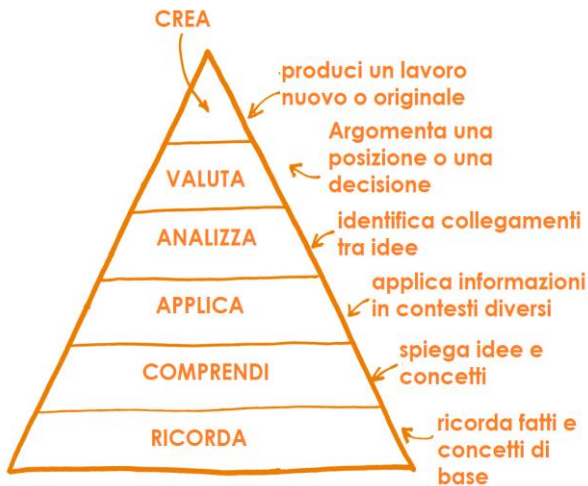 CREA
produci un lavoro
nuovo o originale
Argomenta una
posizione o una
decisione
VALUTA
identifica collegamenti
tra idee
ANALIZZA
applica informazioni
in contesti diversi
APPLICA
spiega idee e
concetti
COMPRENDI
ricorda fatti e
concetti di
base
RICORDA